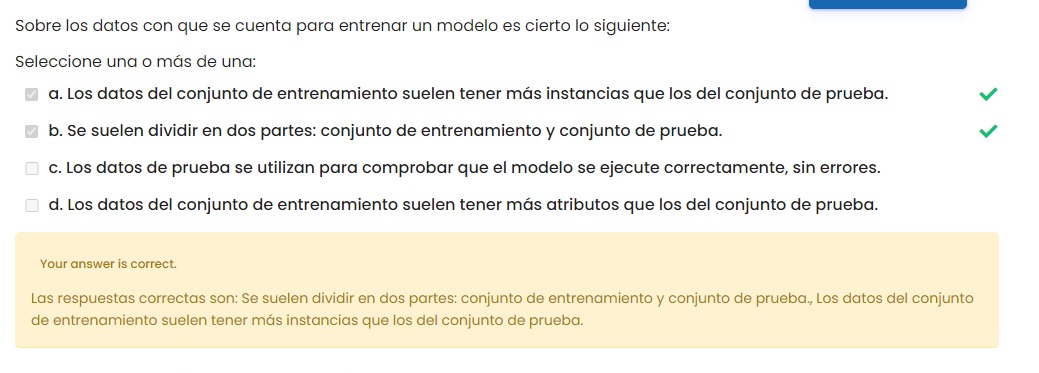 Sobre los datos con que se cuenta para entrenar un modelo es cierto lo siguiente:
Seleccione una o más de una:
a. Los datos del conjunto de entrenamiento suelen tener más instancias que los del conjunto de prueba.
b. Se suelen dividir en dos partes: conjunto de entrenamiento y conjunto de prueba.
c. Los datos de prueba se utilizan para comprobar que el modelo se ejecute correctamente, sin errores.
d. Los datos del conjunto de entrenamiento suelen tener más atributos que los del conjunto de prueba.
Your answer is correct.
Las respuestas correctas son: Se suelen dividir en dos partes: conjunto de entrenamiento y conjunto de prueba., Los datos del conjunto
de entrenamiento suelen tener más instancias que los del conjunto de prueba.